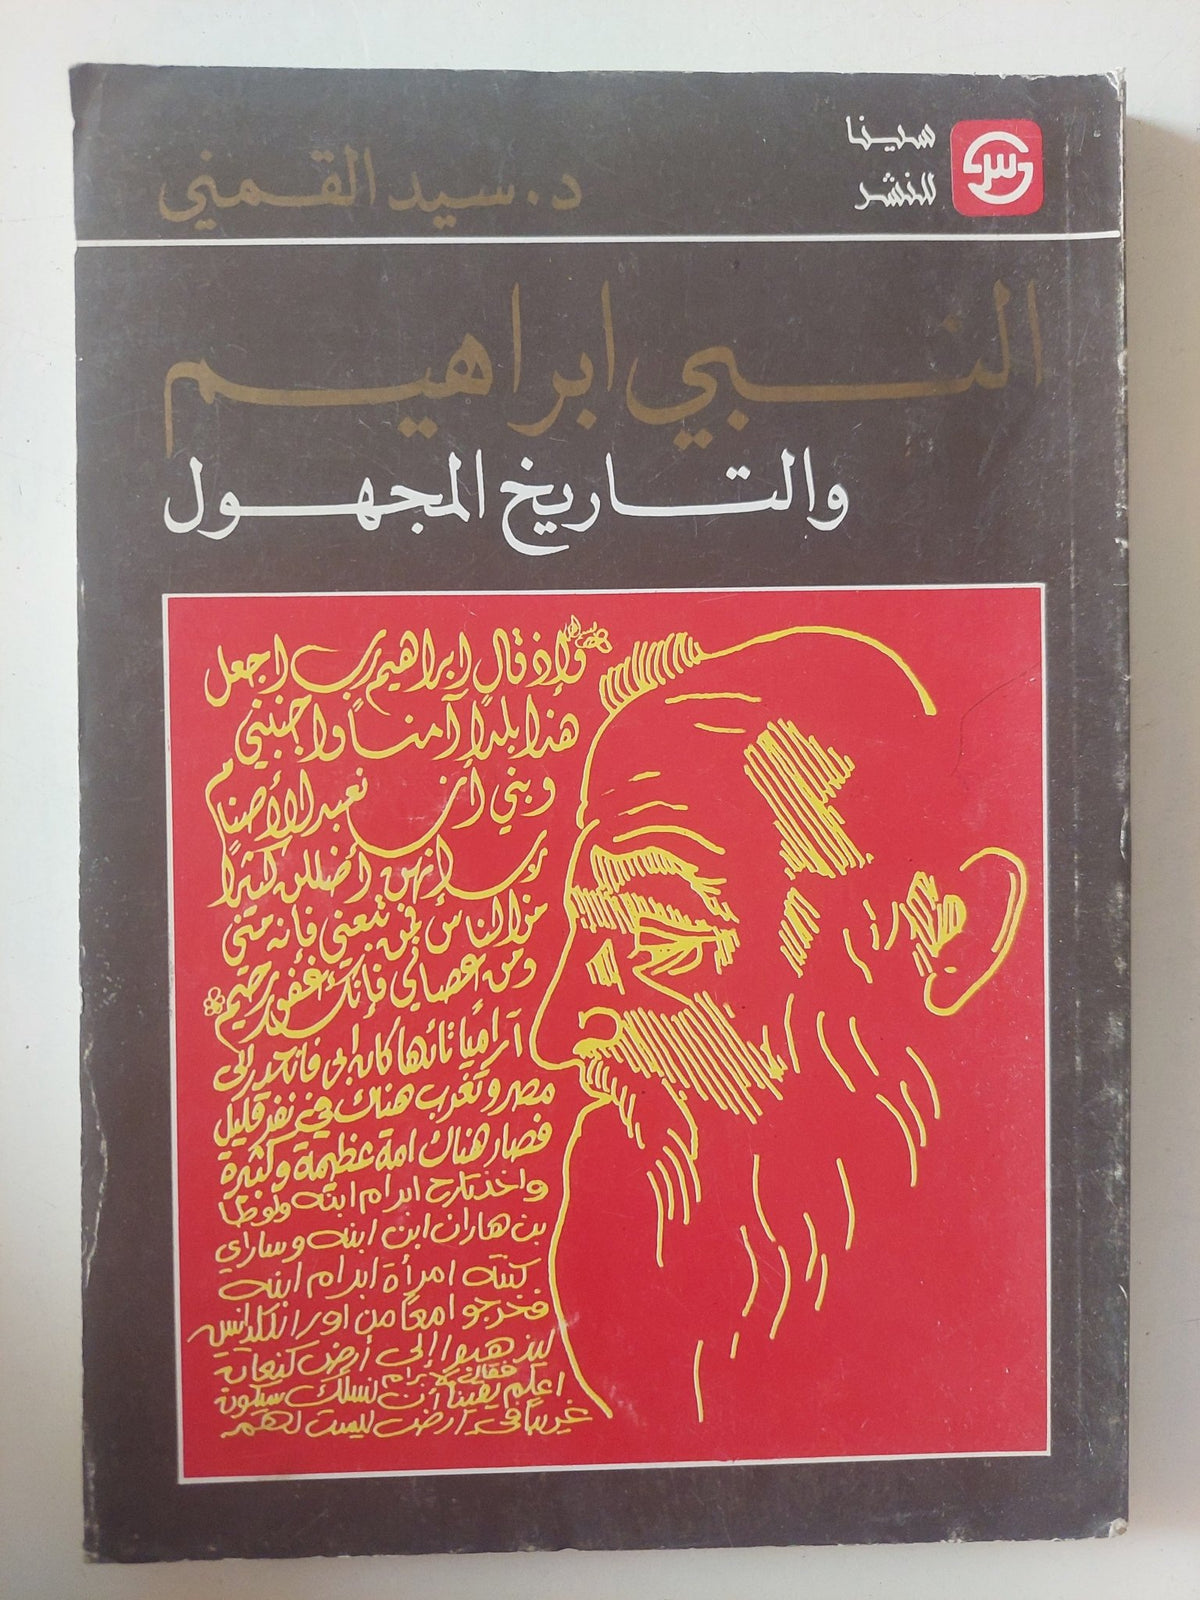 سينا
للنشر
د. سيد القمني
النبي ابراهيم
والتاريخ المجهول
وإذ قال ابراهيم رب اجعل
هذا بلدا آمنا واجنبني
وبني أن نعبد الأصنام
رب إنهن أضللن كثيرا
من الناس فمن تبعني فإنه مني
ومن عصاني فإنك غفور رحيم
آراميا تائها كان ابي فانحدر إلى
مصر وتغرب هناك في نفر قليل
فصار هناك امة عظيمة وكثيرة
واخذ تارح ابرام ابنه ولوطا
بن هاران ابن ابنه وساراي
كنته امرأة ابرام ابنه
فخرجوا معا من اور الكلدانيين
ليذهبوا إلى أرض كنعان
فقال لابرام
اعلم يقينا أن نسلك سيكون
غريبا في أرض ليست لهم